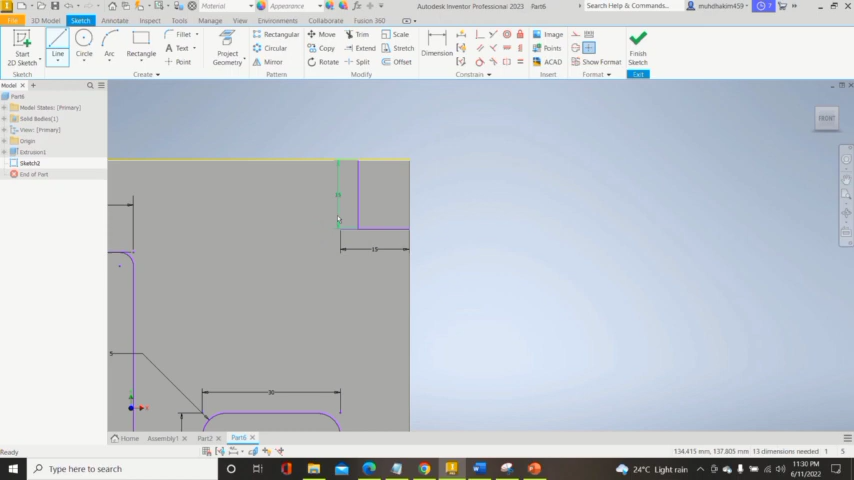 Material
Appearance
Autodesk Inventor Professional 2023 Part6
Search Help & Commands...
muhdhakim459
File
3D Model
Sketch
Annotate
Inspect
Tools
Manage
View
Environments
Collaborate
Fusion 360
Start
2D Sketch
Line
Circle
Arc
Rectangle
Fillet
Text
Point
Project
Geometry
Rectangular
Circular
Mirror
Move
Copy
Rotate
Trim
Extend
Split
Scale
Stretch
Offset
Dimension
Image
Points
ACAD
Show Format
Finish
Sketch
Sketch
Create
Pattern
Modify
Constrain
Insert
Format
Exit
Model
Part6
Model States: [Primary]
Solid Bodies(1)
View: [Primary]
Origin
Extrusion1
Sketch2
End of Part
FRONT
15
5
30
Home
Assembly1
Part2
Part6
Ready
134.415 mm, 137.805 mm 13 dimensions needed 1 5
Type here to search
24°C Light rain
11:30 PM
6/11/2022